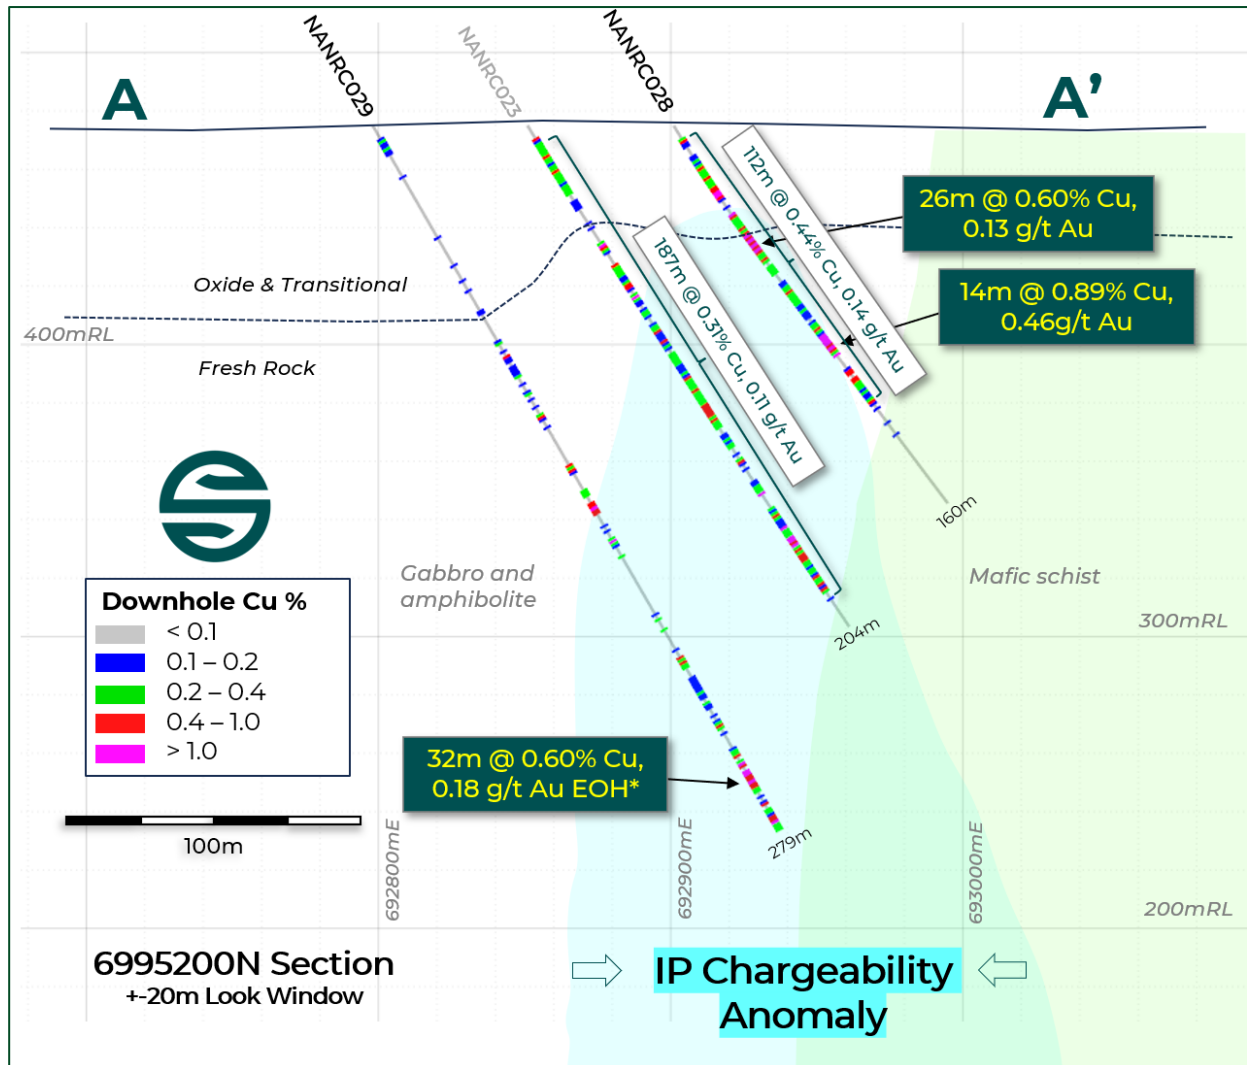 NANRC029
NANRC023
NANRC028
A
A’
112m @ 0.44% Cu, 0.14 g/t Au
26m @ 0.60% Cu,
0.13 g/t Au
187m @ 0.31% Cu, 0.11 g/t Au
14m @ 0.89% Cu,
0.46g/t Au
Oxide & Transitional
400mRL
Fresh Rock
160m
Gabbro and
amphibolite
Mafic schist
Downhole Cu %
< 0.1
0.1 – 0.2
0.2 – 0.4
0.4 – 1.0
> 1.0
300mRL
204m
32m @ 0.60% Cu,
0.18 g/t Au EOH*
279m
100m
692800mE
692900mE
693000mE
200mRL
6995200N Section
+-20m Look Window
IP Chargeability
Anomaly